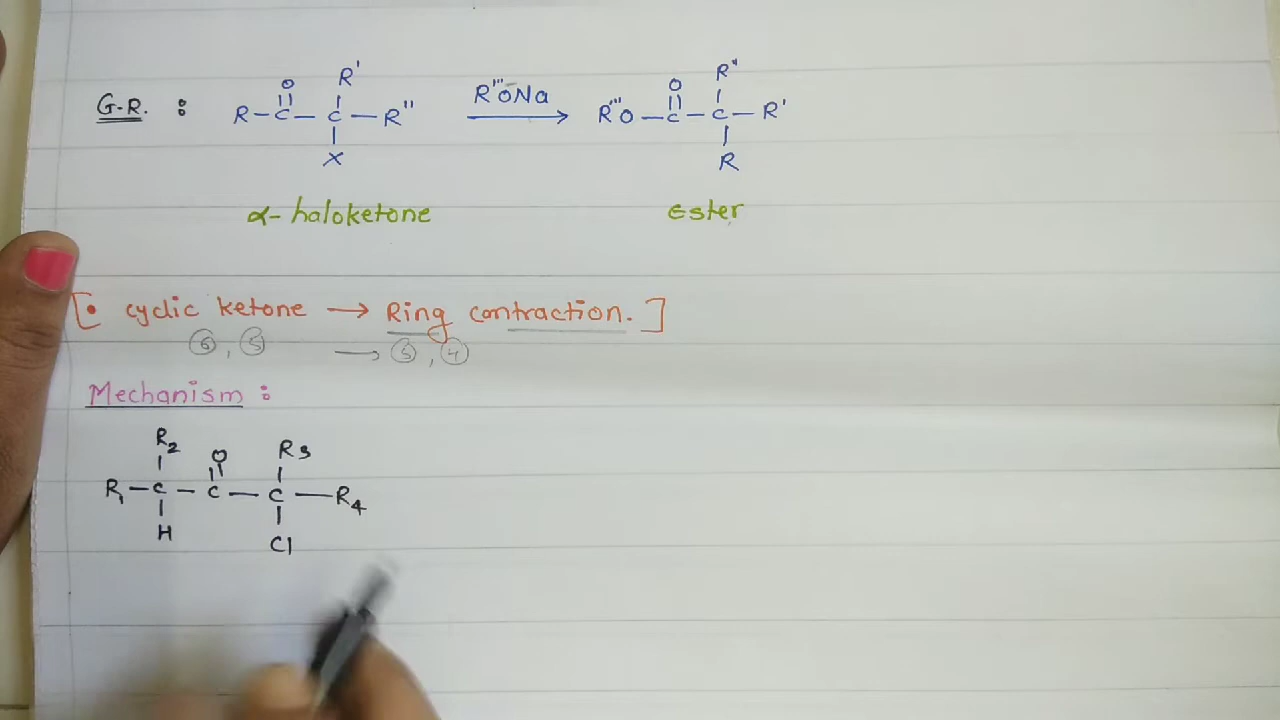 O R' O R''
G.R. : R-C-C-R'' R'''ONa R'''O-C-C-R'
X R
α-haloketone Ester
[• cyclic ketone → Ring contraction.]
6, 5 → 5, 4
Mechanism :
R2 O R3
R1-C-C-C-R4
H Cl